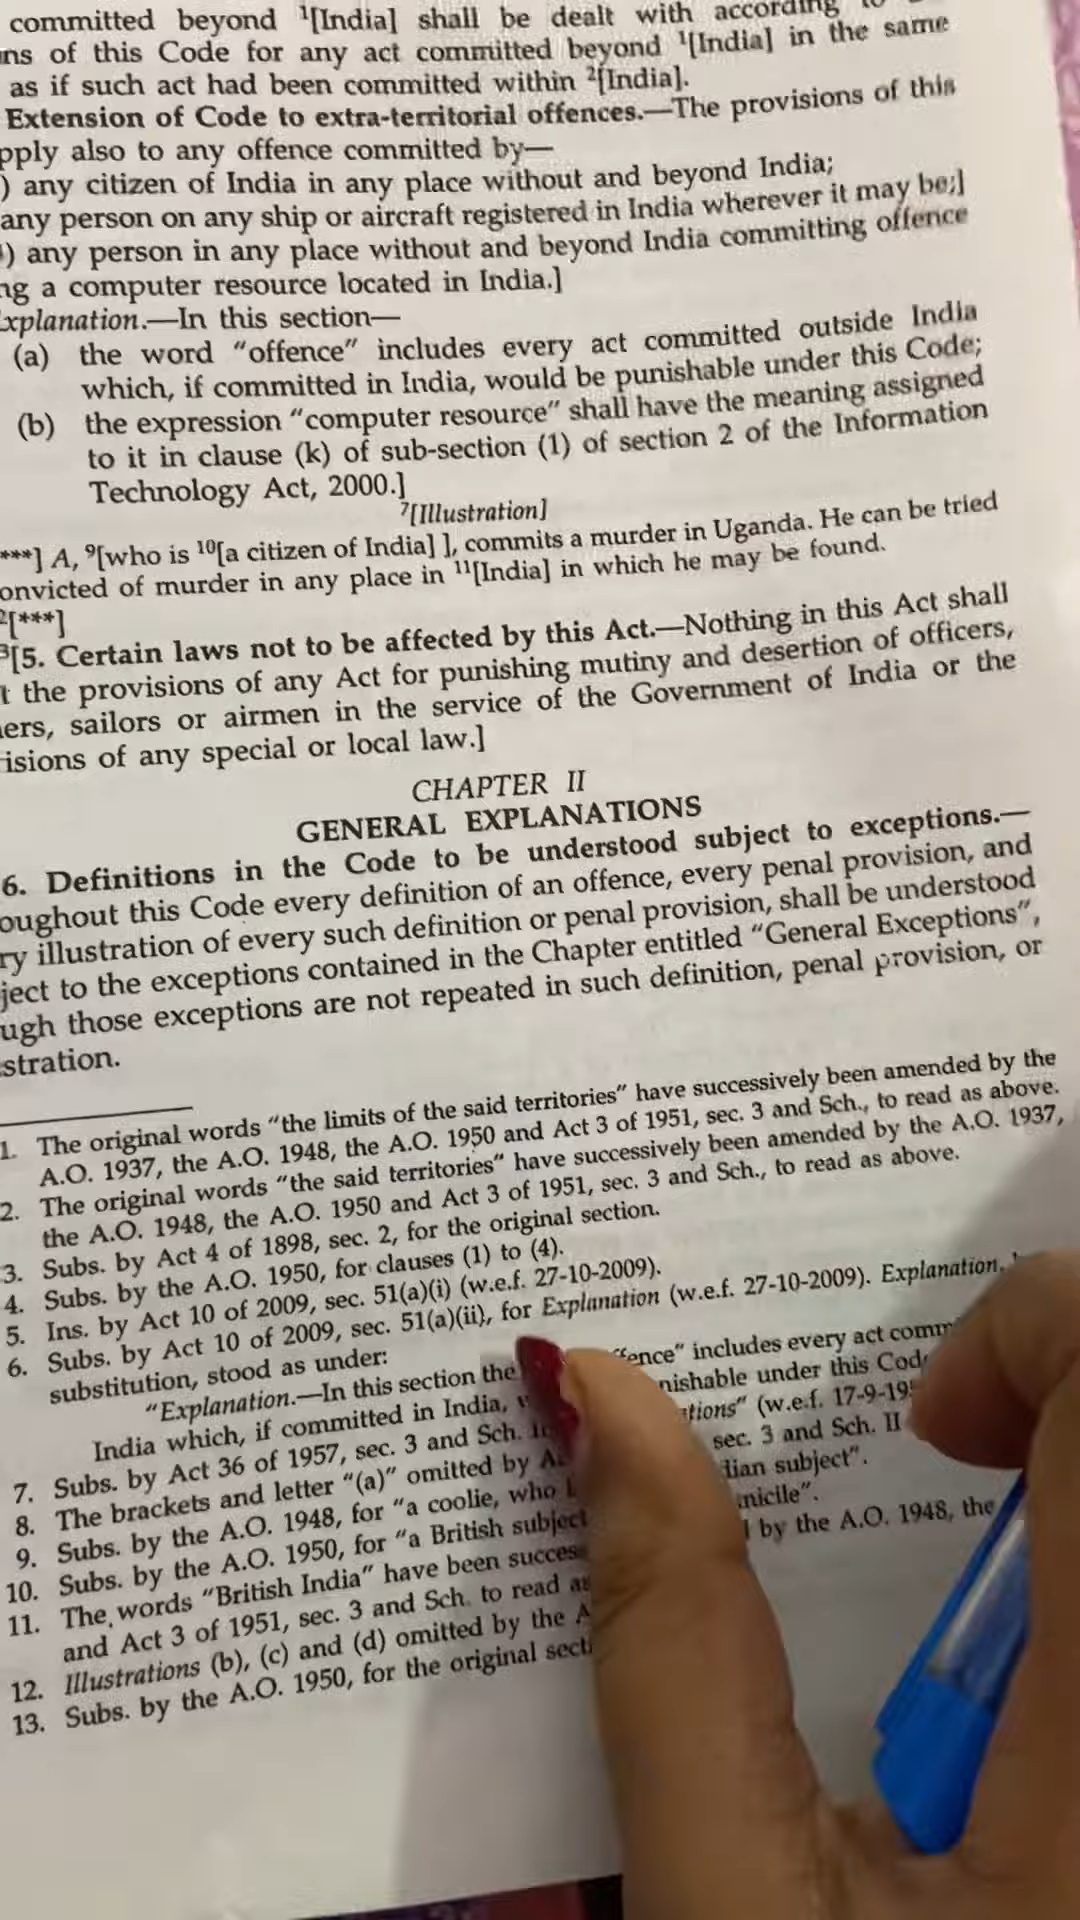 committed beyond ¹[India] shall be dealt with according to
ns of this Code for any act committed beyond ¹[India] in the same
as if such act had been committed within ²[India].
Extension of Code to extra-territorial offences.—The provisions of this
pply also to any offence committed by—
) any citizen of India in any place without and beyond India;
any person on any ship or aircraft registered in India wherever it may be;]
) any person in any place without and beyond India committing offence
ng a computer resource located in India.]
xplanation.—In this section—
(a) the word “offence” includes every act committed outside India
which, if committed in India, would be punishable under this Code;
(b) the expression “computer resource” shall have the meaning assigned
to it in clause (k) of sub-section (1) of section 2 of the Information
Technology Act, 2000.]
⁷[Illustration]
***] A, ⁹[who is ¹⁰[a citizen of India] ], commits a murder in Uganda. He can be tried
onvicted of murder in any place in ¹¹[India] in which he may be found.
²[***]
³[5. Certain laws not to be affected by this Act.—Nothing in this Act shall
t the provisions of any Act for punishing mutiny and desertion of officers,
ers, sailors or airmen in the service of the Government of India or the
isions of any special or local law.]
CHAPTER II
GENERAL EXPLANATIONS
6. Definitions in the Code to be understood subject to exceptions.—
oughout this Code every definition of an offence, every penal provision, and
ry illustration of every such definition or penal provision, shall be understood
ject to the exceptions contained in the Chapter entitled “General Exceptions”,
ugh those exceptions are not repeated in such definition, penal provision, or
stration.
1. The original words “the limits of the said territories” have successively been amended by the
A.O. 1937, the A.O. 1948, the A.O. 1950 and Act 3 of 1951, sec. 3 and Sch., to read as above.
2. The original words “the said territories” have successively been amended by the A.O. 1937,
the A.O. 1948, the A.O. 1950 and Act 3 of 1951, sec. 3 and Sch., to read as above.
3. Subs. by Act 4 of 1898, sec. 2, for the original section.
4. Subs. by the A.O. 1950, for clauses (1) to (4).
5. Ins. by Act 10 of 2009, sec. 51(a)(i) (w.e.f. 27-10-2009).
6. Subs. by Act 10 of 2009, sec. 51(a)(ii), for Explanation (w.e.f. 27-10-2009). Explanation,
substitution, stood as under:
“Explanation.—In this section the fence” includes every act comm
India which, if committed in India, nishable under this Cod
7. Subs. by Act 36 of 1957, sec. 3 and Sch. tions” (w.e.f. 17-9-19
8. The brackets and letter “(a)” omitted by sec. 3 and Sch. II
9. Subs. by the A.O. 1948, for “a coolie, who dian subject”.
10. Subs. by the A.O. 1950, for “a British subject micile”.
11. The words “British India” have been succes by the A.O. 1948, the
and Act 3 of 1951, sec. 3 and Sch. to read as
12. Illustrations (b), (c) and (d) omitted by the A
13. Subs. by the A.O. 1950, for the original secti